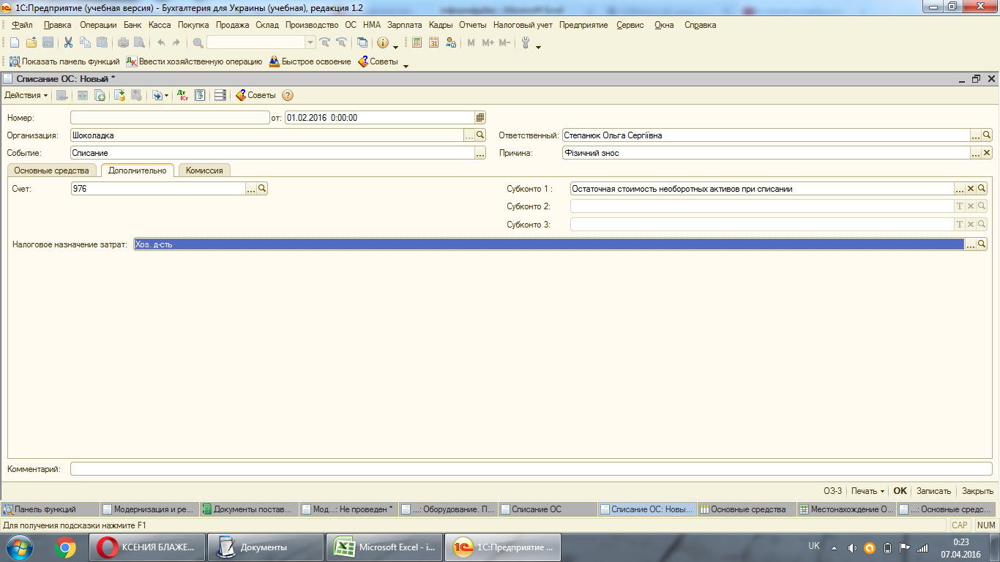 1С:Предприятие (учебная версия) - Бухгалтерия для Украины (учебная), редакция 1.2
Файл Правка Операции Банк Касса Покупка Продажа Склад Производство ОС НМА Зарплата Кадры Отчеты Налоговый учет Предприятие Сервис Окна Справка
M M+ M-
Показать панель функций Ввести хозяйственную операцию Быстрое освоение Советы
Списание ОС: Новый *
Действия Советы
Номер: от: 01.02.2016 0:00:00
Организация: Шоколадка Ответственный: Степанюк Ольга Сергіївна
Событие: Списание Причина: Фізичний знос
Основные средства Дополнительно Комиссия
Счет: 976 Субконто 1 : Остаточная стоимость необоротных активов при списании
Субконто 2:
Субконто 3:
Налоговое назначение затрат: Хоз. д-сть
Комментарий:
ОЗ-3 Печать OK Записать Закрыть
Панель функций Модернизация и ре... Документы постав... Мод...: Не проведен * ...: Оборудование. П... Списание ОС Списание ОС: Новы... Основные средства Местонахождение О... ...: Основные средс...
Для получения подсказки нажмите F1 CAP NUM
КСЕНИЯ БЛАЖЕ... Документы Microsoft Excel - i... 1С:Предприятие ... UK 0:23
07.04.2016